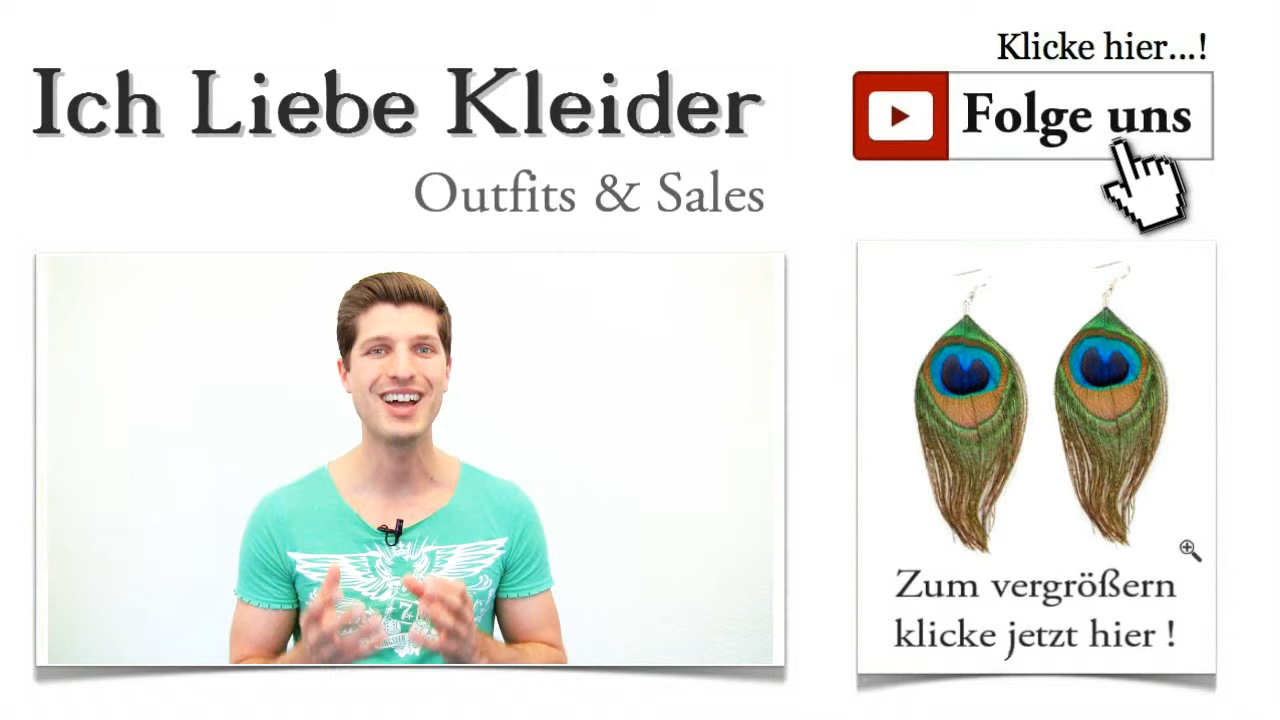 Ich Liebe Kleider
Outfits & Sales
Klicke hier...!
Folge uns
Zum vergrößern
klicke jetzt hier !